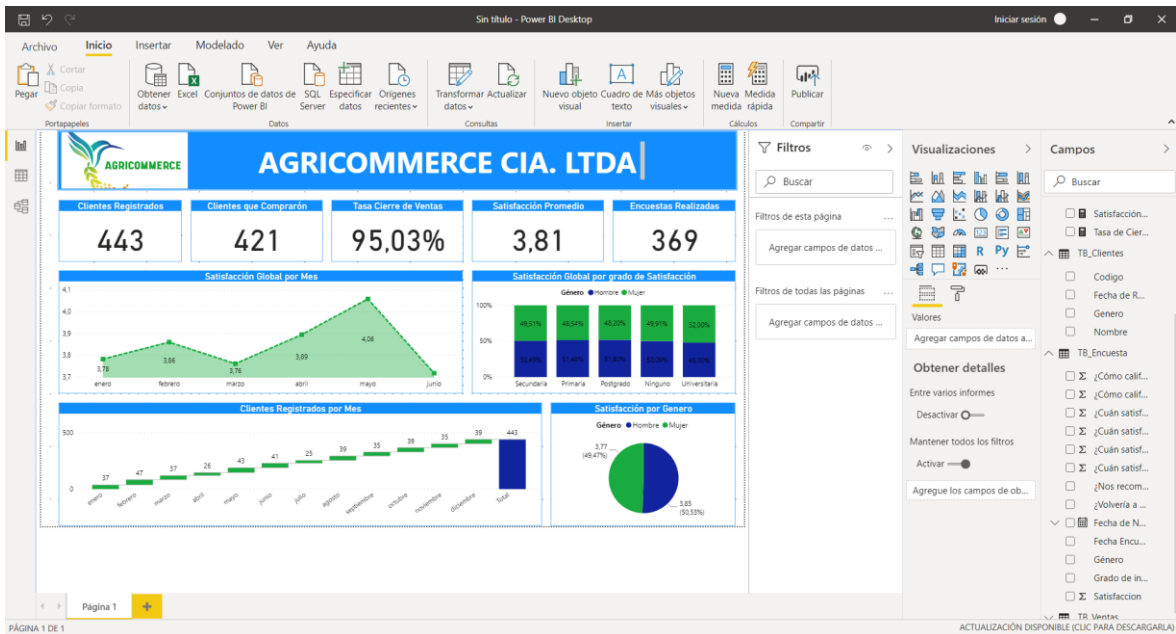 Sin título - Power BI Desktop
Iniciar sesión
Archivo Inicio Insertar Modelado Ver Ayuda
Pegar
Cortar
Copia
Copiar formato
Portapapeles
Obtener datos
Excel
Conjuntos de datos de Power BI
SQL Server
Especificar datos
Orígenes recientes
Datos
Transformar datos
Actualizar
Consultas
Nuevo objeto visual
Cuadro de texto
Más objetos visuales
Insertar
Nueva medida
Medida rápida
Cálculos
Publicar
Compartir
AGRICOMMERCE
AGRICOMMERCE CIA. LTDA
Clientes Registrados
443
Clientes que Comprarón
421
Tasa Cierre de Ventas
95,03%
Satisfacción Promedio
3,81
Encuestas Realizadas
369
Satisfacción Global por Mes
4,1
4,0
3,9
3,8
3,7
3,78
3,86
3,76
3,89
4,06
enero febrero marzo abril mayo junio
Satisfacción Global por grado de Satisfacción
Género Hombre Mujer
100%
50%
0%
49,51% 48,54% 48,20% 49,91% 52,00%
50,49% 51,46% 51,80% 50,09% 48,00%
Secundaria Primaria Postgrado Ninguno Universitaria
Clientes Registrados por Mes
500
0
37 47 37 26 43 41 25 39 35 39 35 39 443
enero febrero marzo abril mayo junio julio agosto septiembre octubre noviembre diciembre Total
Satisfacción por Genero
Género Hombre Mujer
3,77
(49,47%)
3,85
(50,53%)
Filtros
Buscar
Filtros de esta página ...
Agregar campos de datos ...
Filtros de todas las páginas ...
Agregar campos de datos ...
Visualizaciones
R Py
...
Valores
Agregar campos de datos a...
Obtener detalles
Entre varios informes
Desactivar
Mantener todos los filtros
Activar
Agregue los campos de ob...
Campos
Buscar
Satisfacción...
Tasa de Cier...
TB_Clientes
Codigo
Fecha de R...
Genero
Nombre
TB_Encuesta
Σ ¿Cómo calif...
Σ ¿Cómo calif...
Σ ¿Cuán satisf...
Σ ¿Cuán satisf...
Σ ¿Cuán satisf...
Σ ¿Cuán satisf...
¿Nos recom...
¿Volvería a ...
Fecha de N...
Fecha Encu...
Género
Grado de in...
Σ Satisfaccion
TB_Ventas
Página 1
PÁGINA 1 DE 1
ACTUALIZACIÓN DISPONIBLE (CLIC PARA DESCARGARLA)